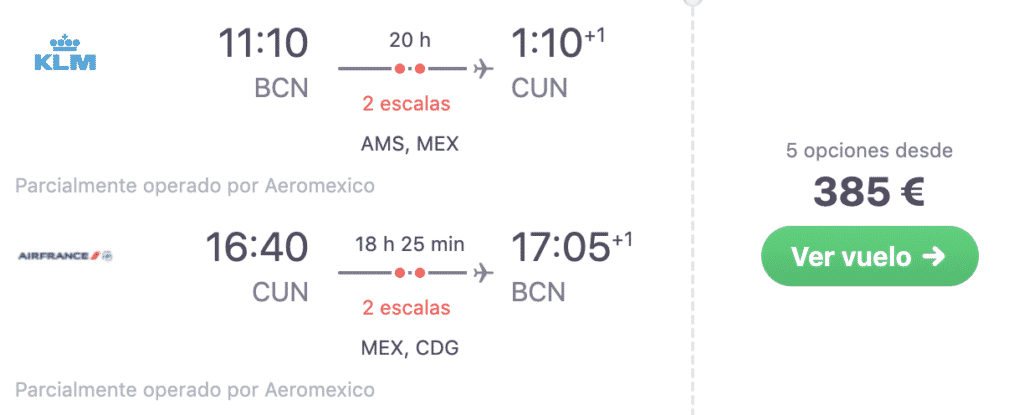 KLM
11:10
BCN
20 h
2 escalas
AMS, MEX
1:10+1
CUN
Parcialmente operado por Aeromexico
AIRFRANCE
16:40
CUN
18 h 25 min
2 escalas
MEX, CDG
17:05+1
BCN
Parcialmente operado por Aeromexico
5 opciones desde
385 €
Ver vuelo →